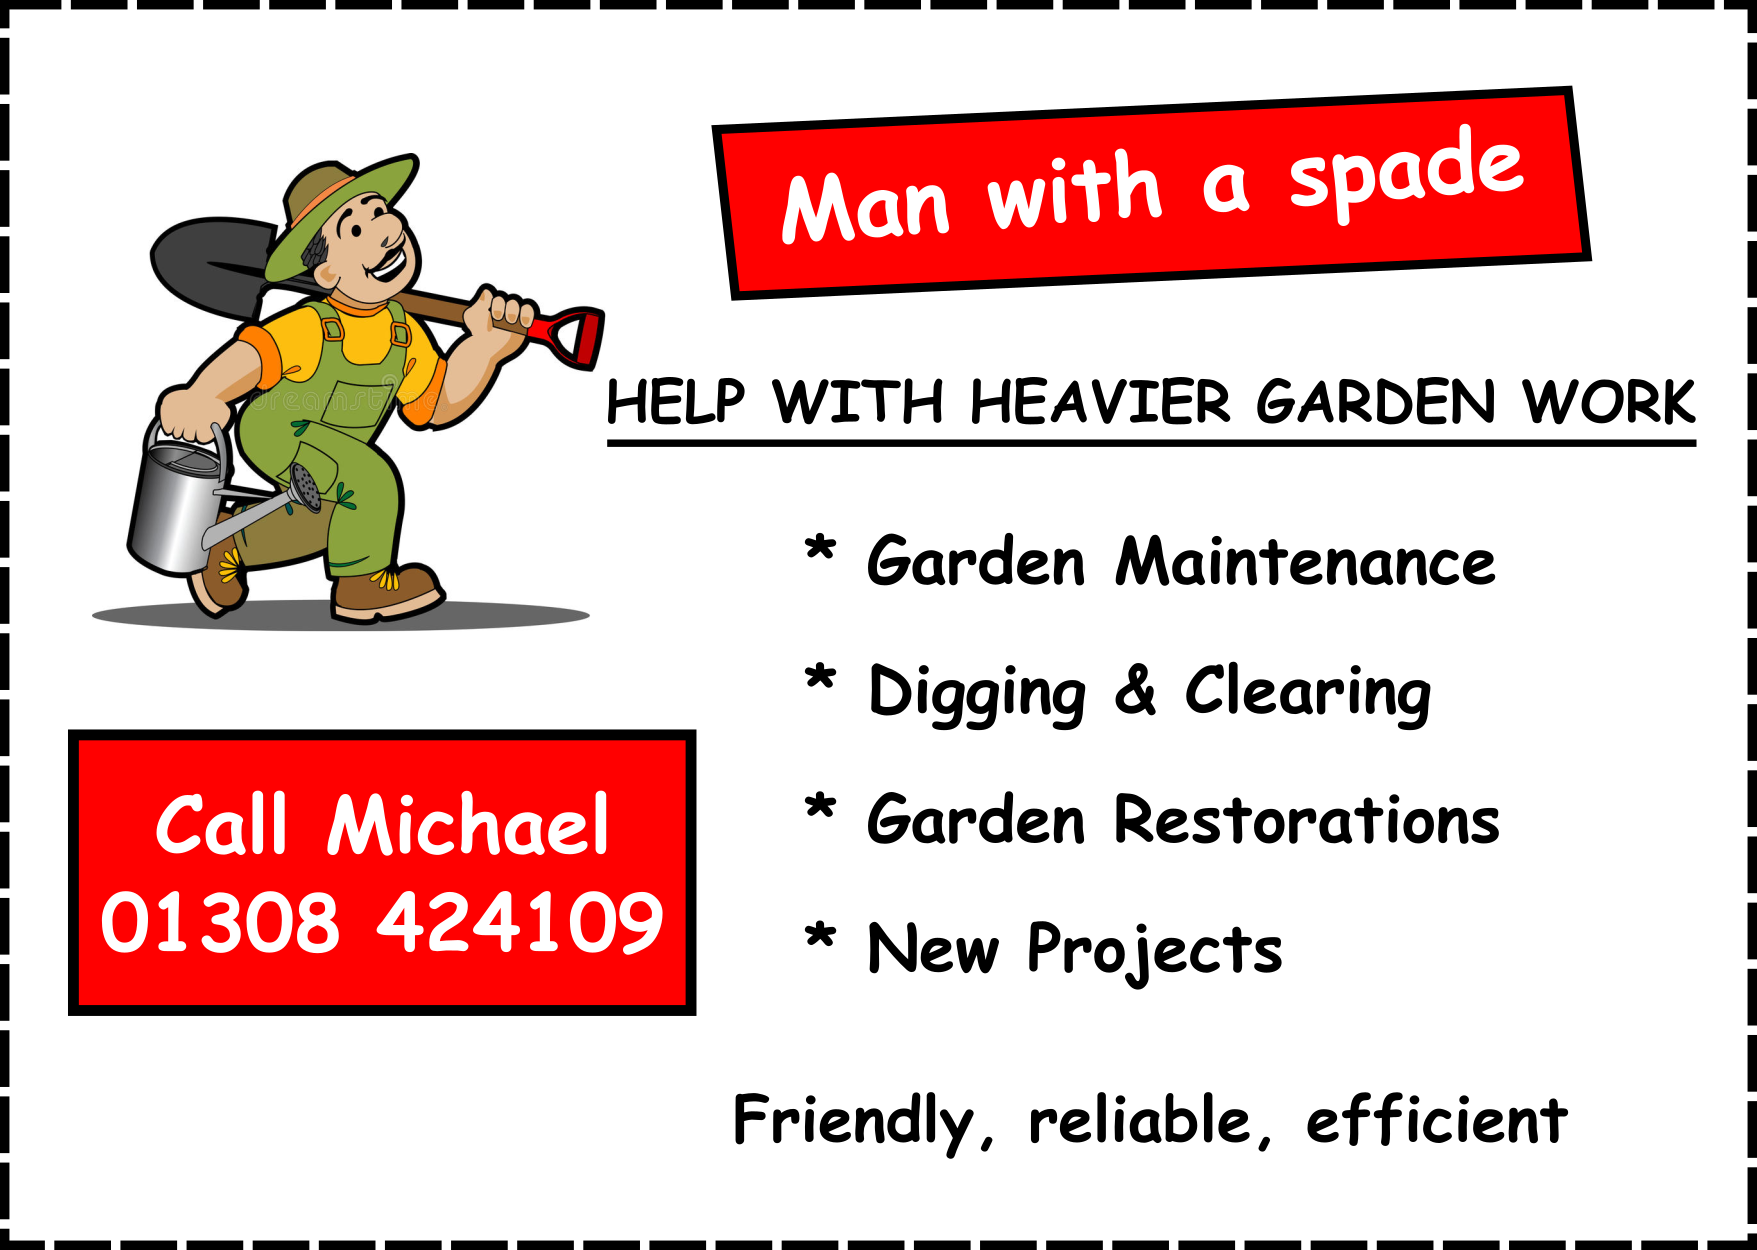 Man with a spade
HELP WITH HEAVIER GARDEN WORK
* Garden Maintenance
* Digging & Clearing
* Garden Restorations
* New Projects
Call Michael
01308 424109
Friendly, reliable, efficient